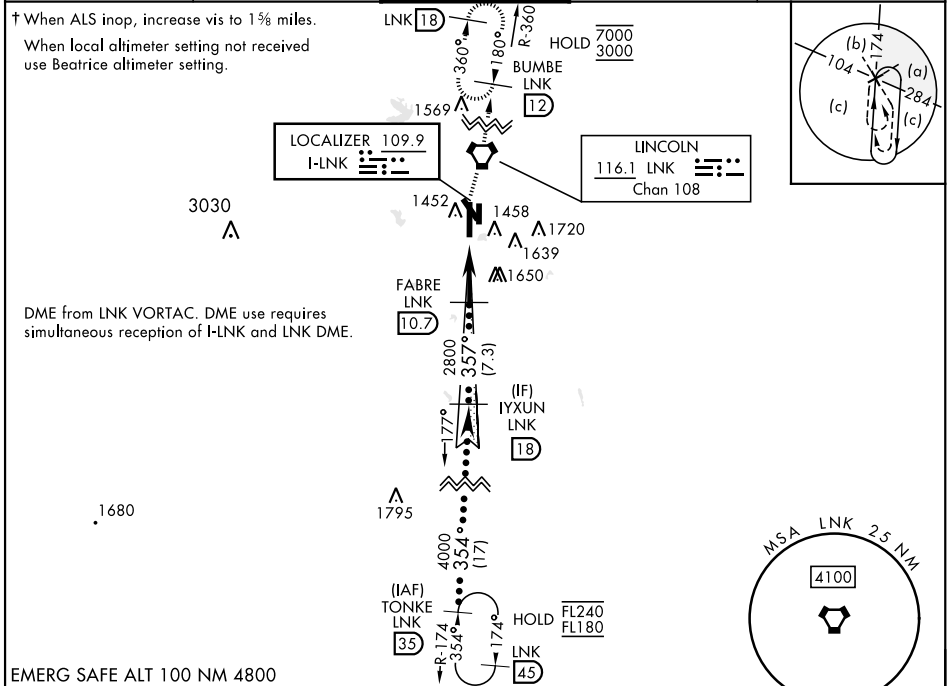 † When ALS inop, increase vis to 1⅝ miles.
When local altimeter setting not received
use Beatrice altimeter setting.
LNK 18
R-360
360°
180°
HOLD 7000
3000
BUMBE
LNK
12
1569
(b)
174
104
(a)
284
(c)
(c)
LOCALIZER 109.9
I-LNK
LINCOLN
116.1 LNK
Chan 108
3030
1452
1458
1720
1639
1650
FABRE
LNK
10.7
DME from LNK VORTAC. DME use requires
simultaneous reception of I-LNK and LNK DME.
2800
357°
(7.3)
(IF)
IYXUN
LNK
18
177°
1680
1795
4000
354°
(17)
MSA LNK 25 NM
4100
(IAF)
TONKE
LNK
35
R-174
354°
174°
HOLD FL240
FL180
LNK
45
EMERG SAFE ALT 100 NM 4800